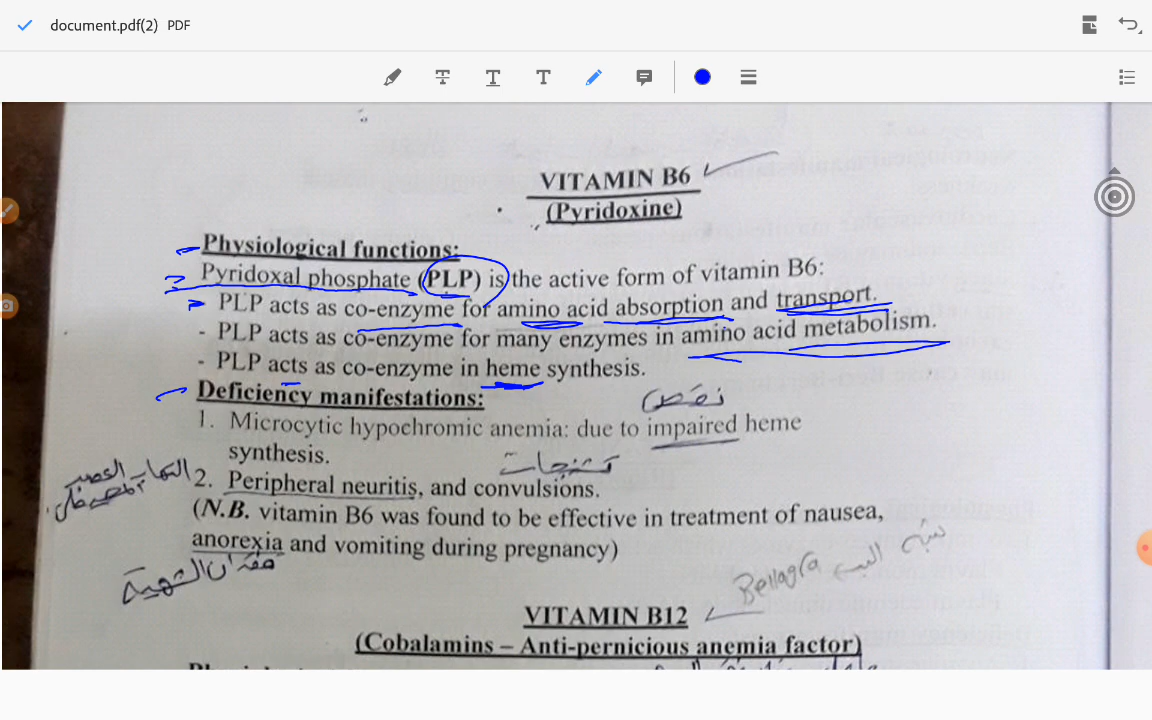 document.pdf(2) PDF
VITAMIN B6
(Pyridoxine)
Physiological functions:
Pyridoxal phosphate (PLP) is the active form of vitamin B6:
PLP acts as co-enzyme for amino acid absorption and transport.
- PLP acts as co-enzyme for many enzymes in amino acid metabolism.
- PLP acts as co-enzyme in heme synthesis.
Deficiency manifestations:
نقص
1. Microcytic hypochromic anemia: due to impaired heme
synthesis.
تشنجات
التهاب العصب
2. Peripheral neuritis, and convulsions.
(N.B. vitamin B6 was found to be effective in treatment of nausea,
anorexia and vomiting during pregnancy)
فقدان الشهية
Bellagra
VITAMIN B12
(Cobalamins – Anti-pernicious anemia factor)